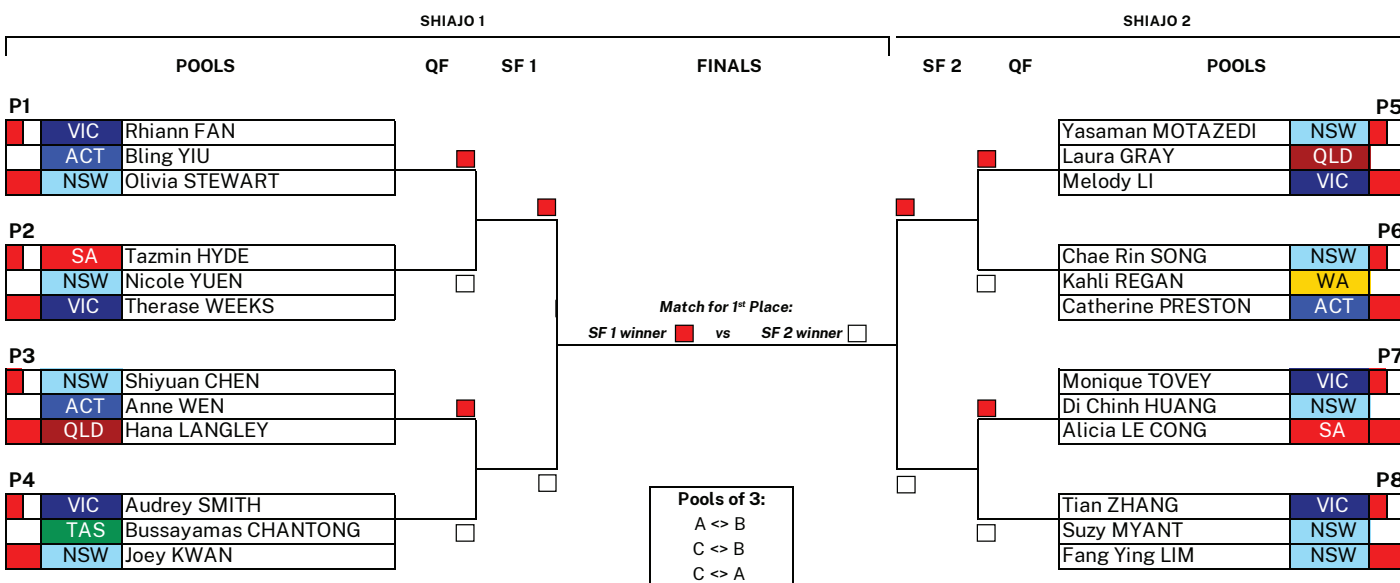 SHIAJO 1
SHIAJO 2
POOLS QF SF 1 FINALS SF 2 QF POOLS
P1
VIC Rhiann FAN
ACT Bling YIU
NSW Olivia STEWART
P2
SA Tazmin HYDE
NSW Nicole YUEN
VIC Therase WEEKS
P3
NSW Shiyuan CHEN
ACT Anne WEN
QLD Hana LANGLEY
P4
VIC Audrey SMITH
TAS Bussayamas CHANTONG
NSW Joey KWAN
Match for 1st Place:
SF 1 winner vs SF 2 winner
Pools of 3:
A <> B
C <> B
C <> A
P5
Yasaman MOTAZEDI NSW
Laura GRAY QLD
Melody LI VIC
P6
Chae Rin SONG NSW
Kahli REGAN WA
Catherine PRESTON ACT
P7
Monique TOVEY VIC
Di Chinh HUANG NSW
Alicia LE CONG SA
P8
Tian ZHANG VIC
Suzy MYANT NSW
Fang Ying LIM NSW